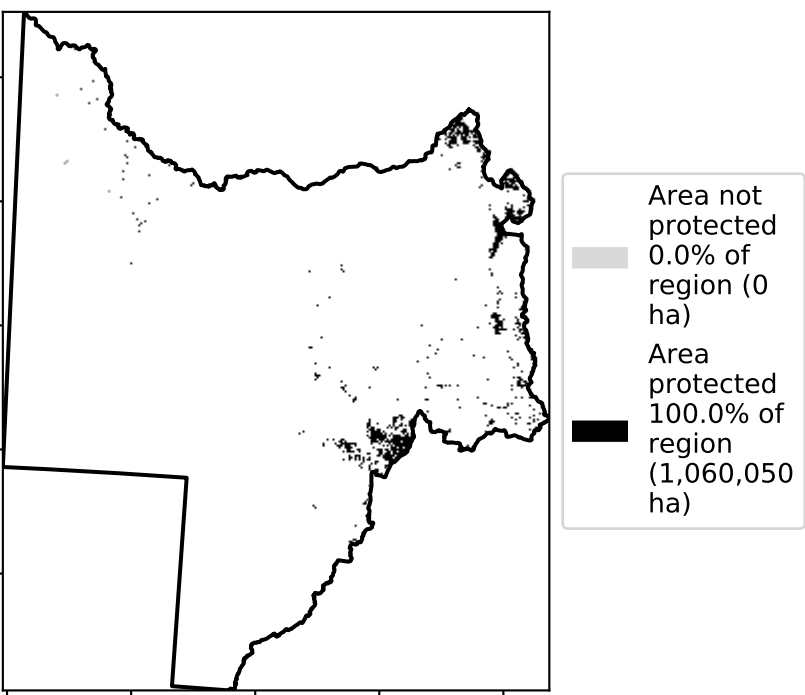 Area not
protected
0.0% of
region (0
ha)
Area
protected
100.0% of
region
(1,060,050
ha)